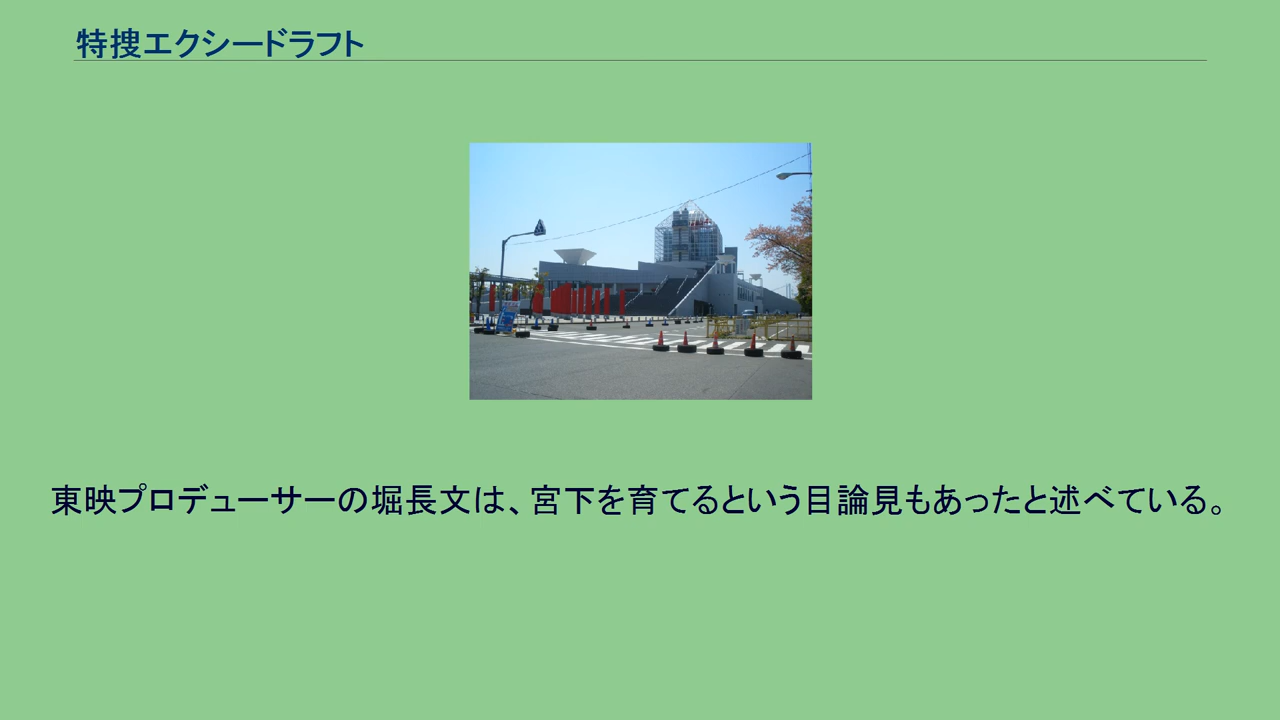 特捜エクシードラフト
東映プロデューサーの堀長文は、宮下を育てるという目論見もあったと述べている。